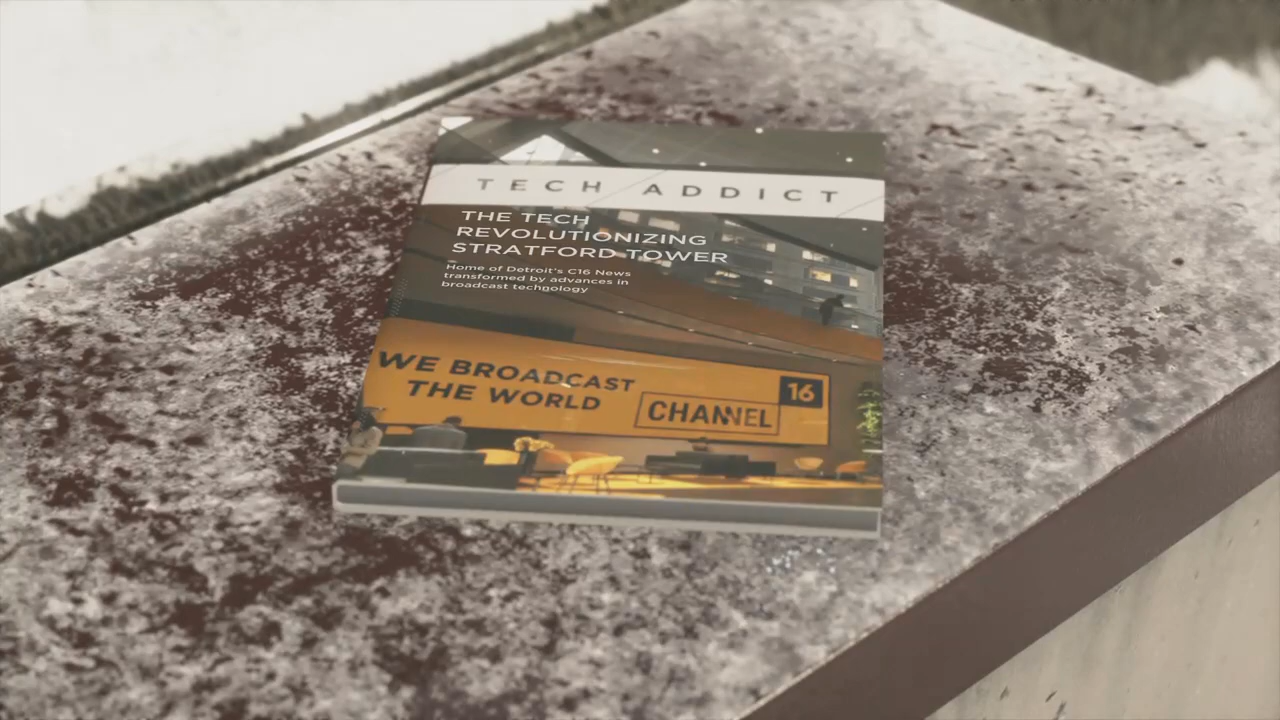 TECH ADDICT
THE TECH
REVOLUTIONIZING
STRATFORD TOWER
Home of Detroit's C16 News
transformed by advances in
broadcast technology
WE BROADCAST
THE WORLD
16
CHANNEL